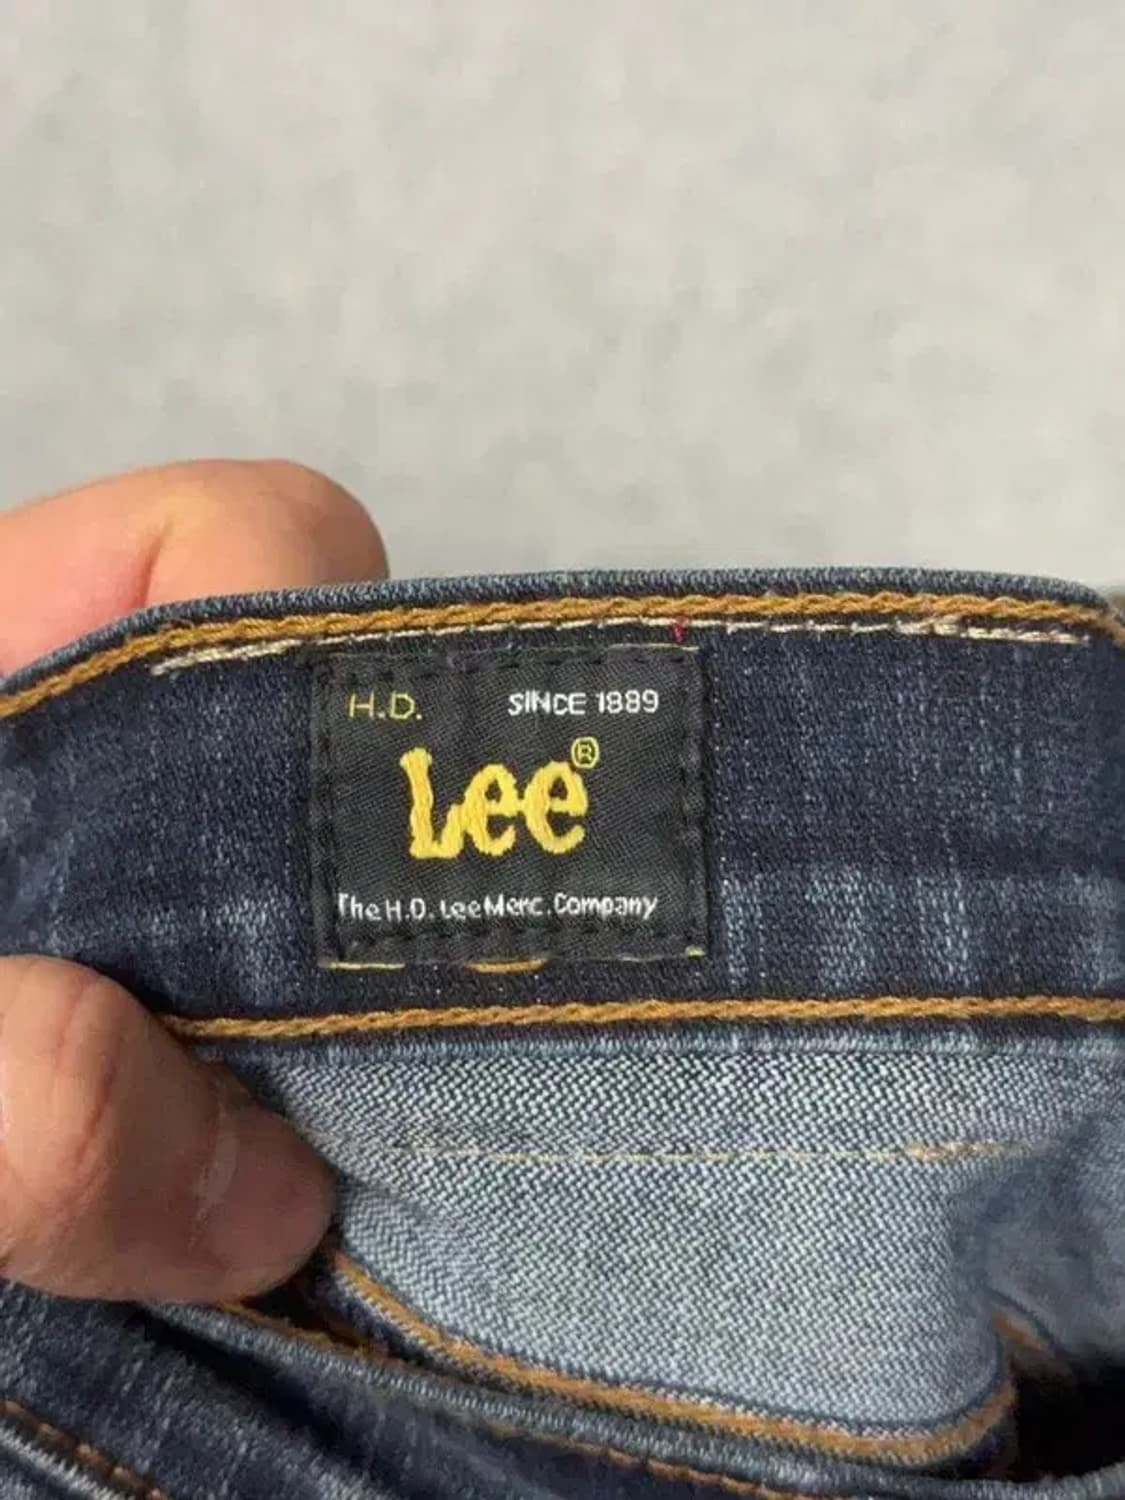 H.D. SINCE 1889
Lee®
The H.D. Lee Merc. Company